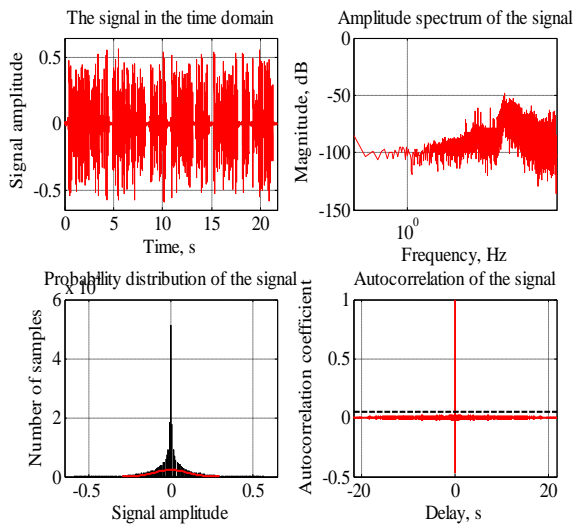 The signal in the time domain
Amplitude spectrum of the signal
Signal amplitude
0.5
0
-0.5
0 5 10 15 20
Time, s
Magnitude, dB
0
-50
-100
-150
10^0
Frequency, Hz
Probability distribution of the signal
Autocorrelation of the signal
Number of samples
6
4
2
0
-0.5 0 0.5
Signal amplitude
Autocorrelation coefficient
1
0.5
0
-0.5
-20 0 20
Delay, s